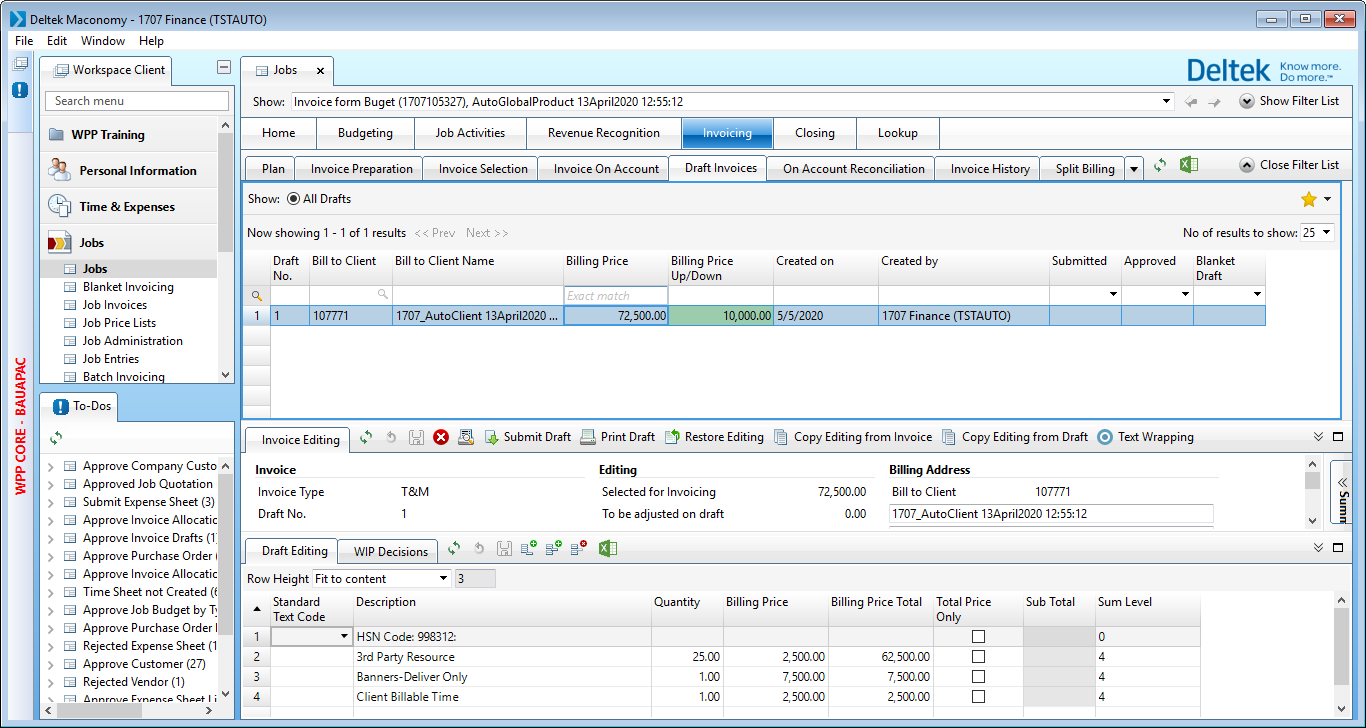 Deltek Maconomy - 1707 Finance (TSTAUTO)
File Edit Window Help
Workspace Client
Search menu
WPP Training
Personal Information
Time & Expenses
Jobs
Jobs
Blanket Invoicing
Job Invoices
Job Price Lists
Job Administration
Job Entries
Batch Invoicing
WPP CORE - BAUAPAC
To-Dos
Approve Company Custo
Approved Job Quotation
Submit Expense Sheet (3)
Approve Invoice Allocatic
Approve Invoice Drafts (1
Approve Purchase Order
Approve Invoice Allocatic
Time Sheet not Created (6
Approve Job Budget by Ty
Approve Purchase Order
Rejected Expense Sheet (1
Approve Customer (27)
Rejected Vendor (1)
Approve Expense Sheet Li
Jobs
Deltek Know more.
Do more.™
Show: Invoice form Buget (1707105327), AutoGlobalProduct 13April2020 12:55:12
Show Filter List
Home Budgeting Job Activities Revenue Recognition Invoicing Closing Lookup
Plan Invoice Preparation Invoice Selection Invoice On Account Draft Invoices On Account Reconciliation Invoice History Split Billing Close Filter List
Show: All Drafts
Now showing 1 - 1 of 1 results << Prev Next >> No of results to show: 25
Draft Bill to Client Bill to Client Name Billing Price Billing Price Created on Created by Submitted Approved Blanket
No. Up/Down Draft
Exact match
1 1 107771 1707_AutoClient 13April2020 ... 72,500.00 10,000.00 5/5/2020 1707 Finance (TSTAUTO)
Invoice Editing Submit Draft Print Draft Restore Editing Copy Editing from Invoice Copy Editing from Draft Text Wrapping
Invoice Editing Billing Address
Invoice Type T&M Selected for Invoicing 72,500.00 Bill to Client 107771
Draft No. 1 To be adjusted on draft 0.00 1707_AutoClient 13April2020 12:55:12
Draft Editing WIP Decisions
Row Height Fit to content 3
Standard Description Quantity Billing Price Billing Price Total Total Price Sub Total Sum Level
Text Code Only
1 HSN Code: 998312: 0
2 3rd Party Resource 25.00 2,500.00 62,500.00 4
3 Banners-Deliver Only 1.00 7,500.00 7,500.00 4
4 Client Billable Time 1.00 2,500.00 2,500.00 4